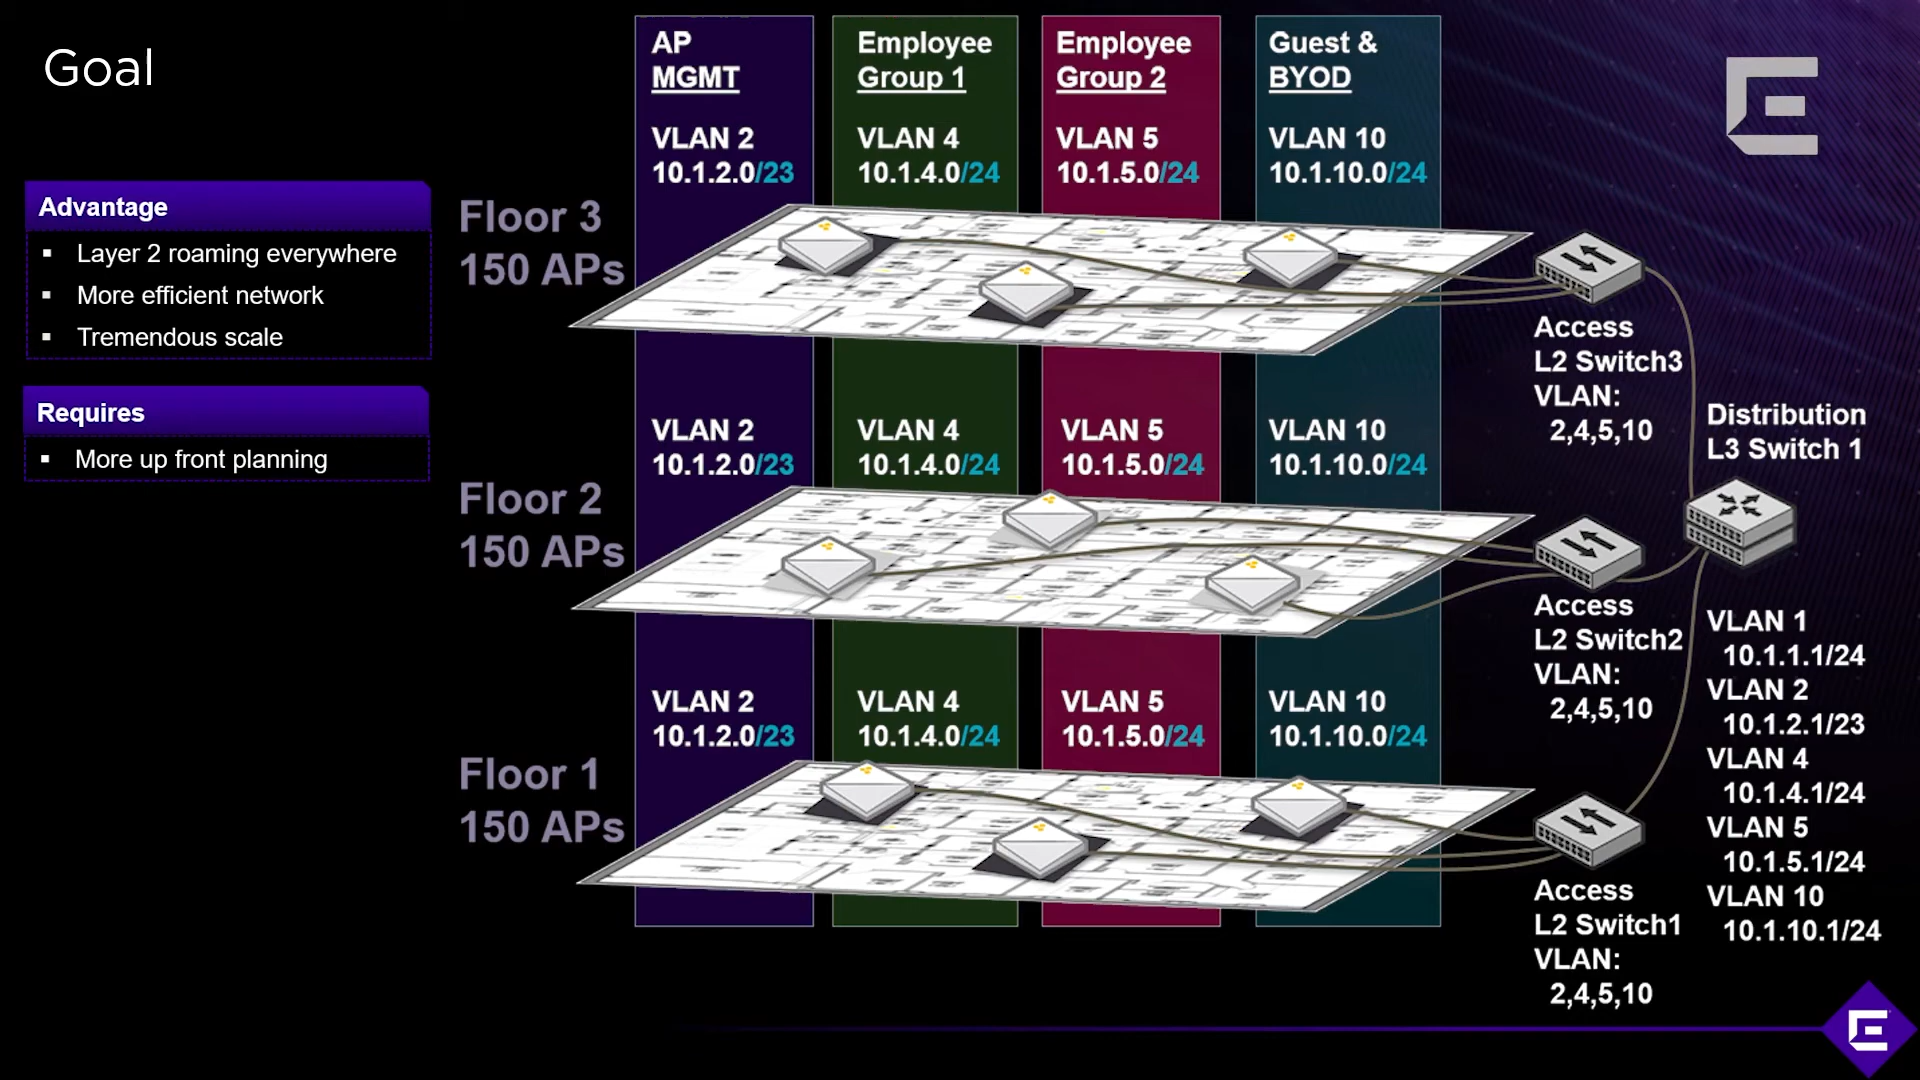 Goal
Advantage
Layer 2 roaming everywhere
More efficient network
Tremendous scale
Requires
More up front planning
AP
MGMT
Employee
Group 1
Employee
Group 2
Guest &
BYOD
VLAN 2
10.1.2.0/23
VLAN 4
10.1.4.0/24
VLAN 5
10.1.5.0/24
VLAN 10
10.1.10.0/24
Floor 3
150 APs
Access
L2 Switch3
VLAN:
2,4,5,10
VLAN 2
10.1.2.0/23
VLAN 4
10.1.4.0/24
VLAN 5
10.1.5.0/24
VLAN 10
10.1.10.0/24
Floor 2
150 APs
Access
L2 Switch2
VLAN:
2,4,5,10
VLAN 2
10.1.2.0/23
VLAN 4
10.1.4.0/24
VLAN 5
10.1.5.0/24
VLAN 10
10.1.10.0/24
Floor 1
150 APs
Access
L2 Switch1
VLAN:
2,4,5,10
Distribution
L3 Switch 1
VLAN 1
10.1.1.1/24
VLAN 2
10.1.2.1/23
VLAN 4
10.1.4.1/24
VLAN 5
10.1.5.1/24
VLAN 10
10.1.10.1/24